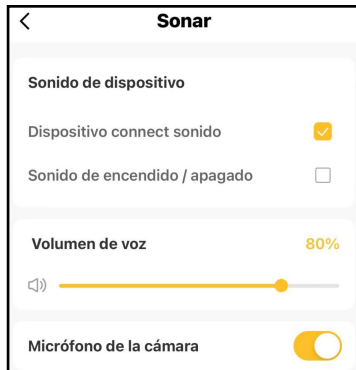 Sonar
Sonido de dispositivo
Dispositivo connect sonido
Sonido de encendido / apagado
Volumen de voz 80%
Micrófono de la cámara